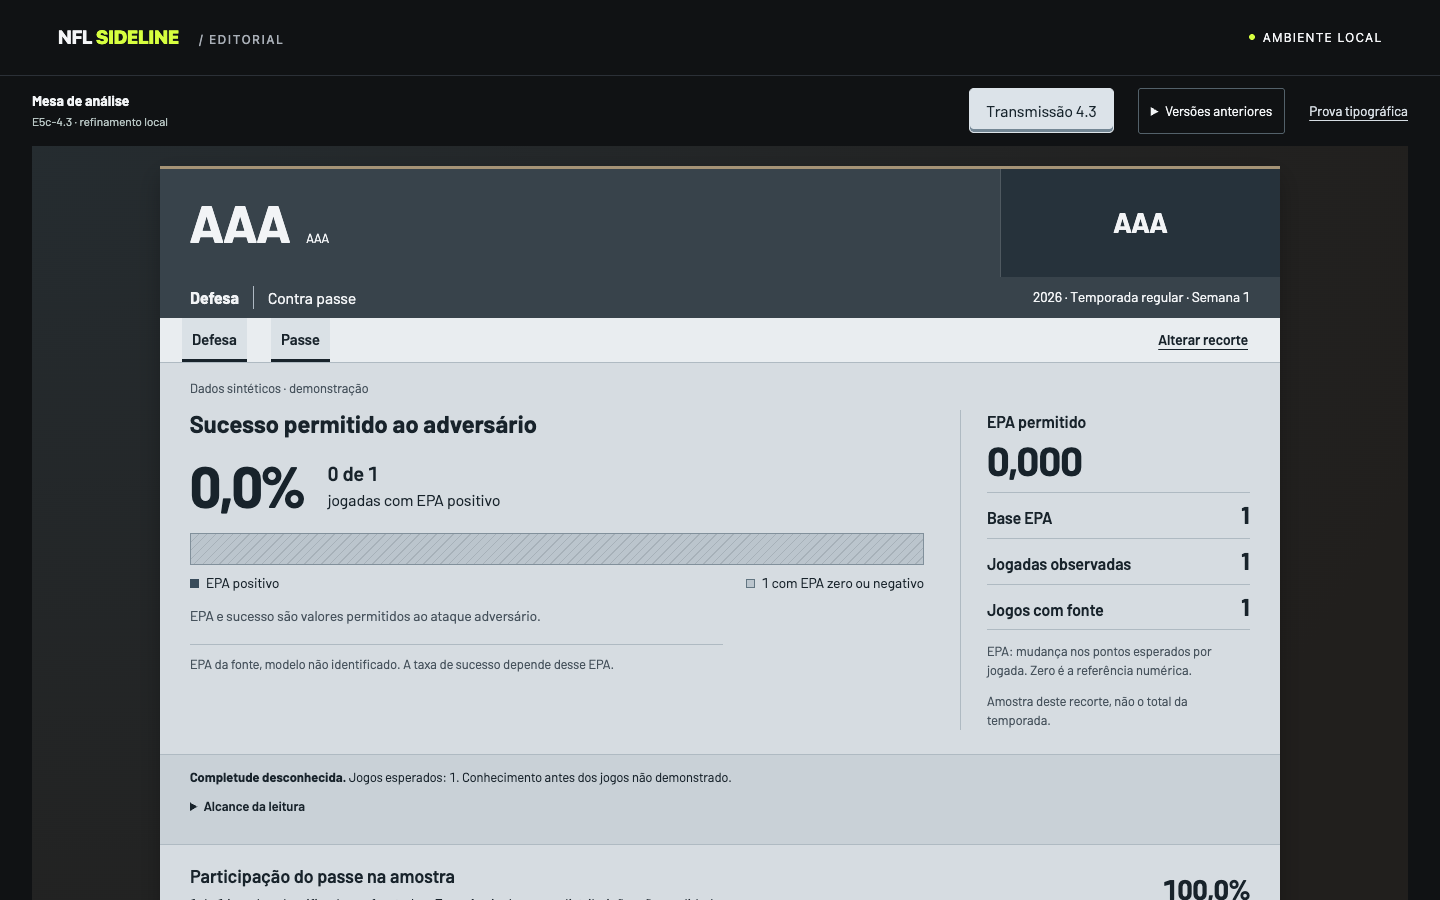 NFL SIDELINE / EDITORIAL
AMBIENTE LOCAL
Mesa de análise
E5c-4.3 · refinamento local
Transmissão 4.3
Versões anteriores
Prova tipográfica
AAA AAA
AAA
Defesa Contra passe
2026 · Temporada regular · Semana 1
Defesa Passe
Alterar recorte
Dados sintéticos · demonstração
Sucesso permitido ao adversário
0,0%
0 de 1
jogadas com EPA positivo
EPA positivo
1 com EPA zero ou negativo
EPA e sucesso são valores permitidos ao ataque adversário.
EPA da fonte, modelo não identificado. A taxa de sucesso depende desse EPA.
EPA permitido
0,000
Base EPA 1
Jogadas observadas 1
Jogos com fonte 1
EPA: mudança nos pontos esperados por
jogada. Zero é a referência numérica.
Amostra deste recorte, não o total da
temporada.
Completude desconhecida. Jogos esperados: 1. Conhecimento antes dos jogos não demonstrado.
Alcance da leitura
Participação do passe na amostra
100,0%